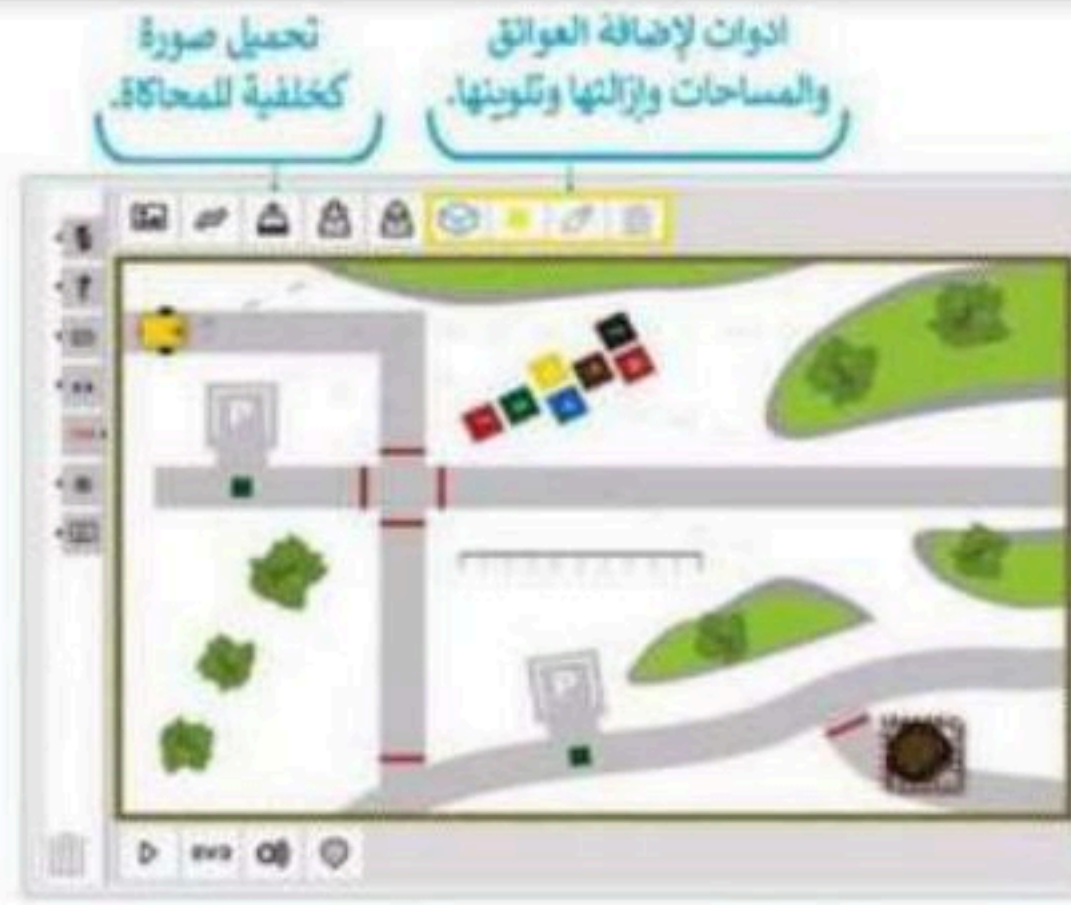 ادوات لإضافة العوائق
والمساحات وإزالتها وتلوينها.
تحميل صورة
كخلفية للمحاكاة.